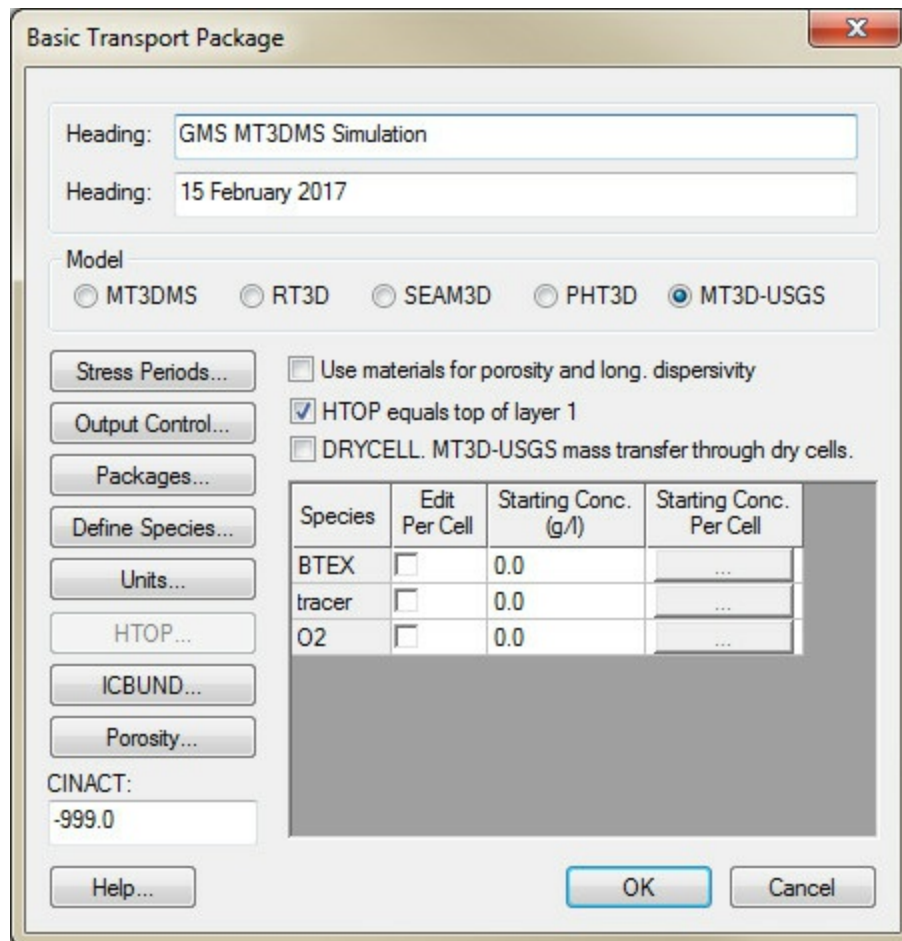 Basic Transport Package
Heading: GMS MT3DMS Simulation
Heading: 15 February 2017
Model
MT3DMS RT3D SEAM3D PHT3D MT3D-USGS
Stress Periods...
Output Control...
Packages...
Define Species...
Units...
HTOP...
ICBUND...
Porosity...
CINACT:
-999.0
Use materials for porosity and long. dispersivity
HTOP equals top of layer 1
DRYCELL. MT3D-USGS mass transfer through dry cells.
Species Edit Per Cell Starting Conc. (g/l) Starting Conc. Per Cell
BTEX 0.0 ...
tracer 0.0 ...
O2 0.0 ...
Help... OK Cancel